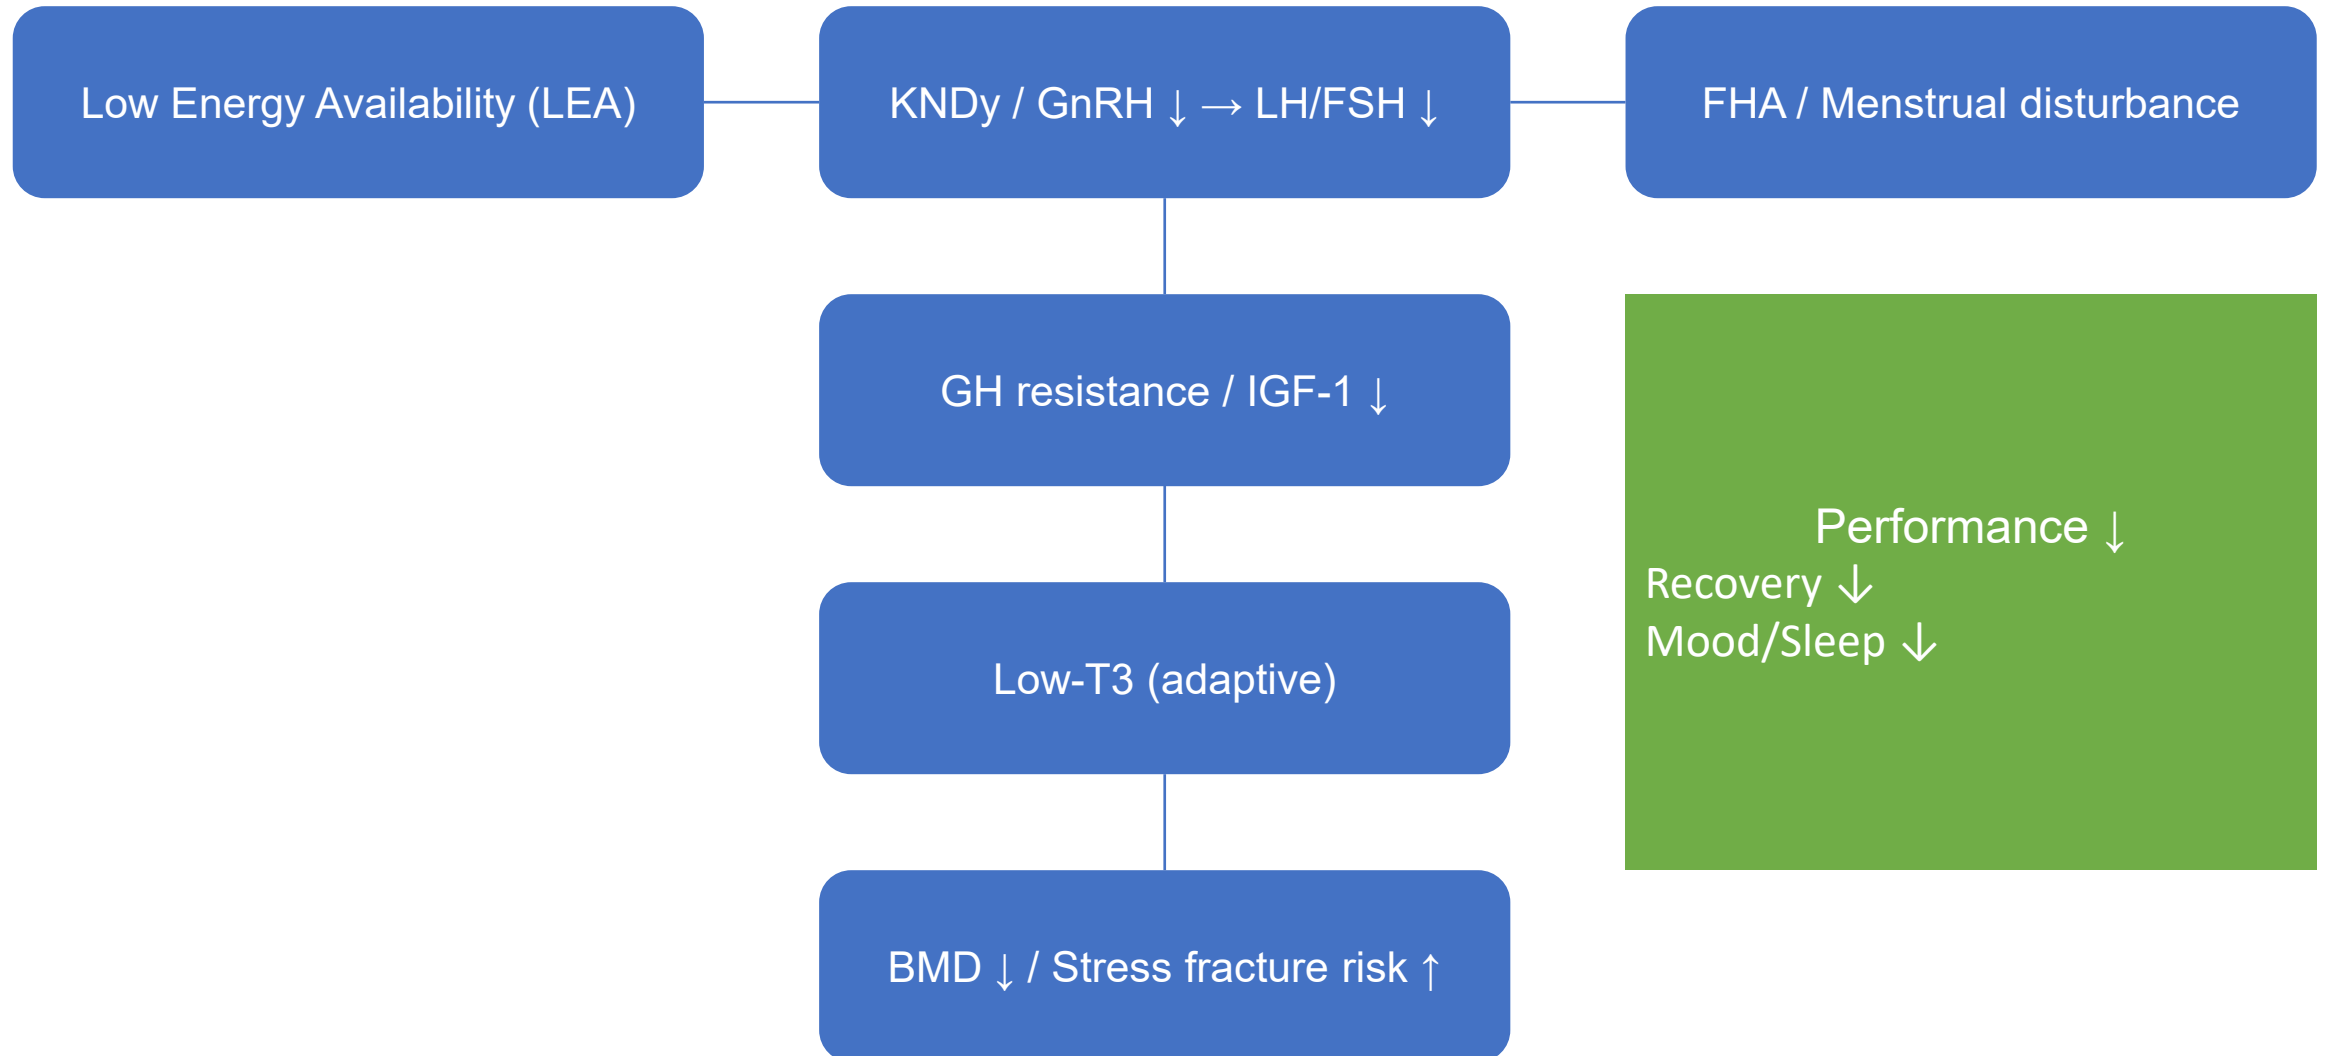 Low Energy Availability (LEA)
KNDy / GnRH ↓ → LH/FSH ↓
FHA / Menstrual disturbance
GH resistance / IGF-1 ↓
Performance ↓
Recovery ↓
Mood/Sleep ↓
Low-T3 (adaptive)
BMD ↓ / Stress fracture risk ↑